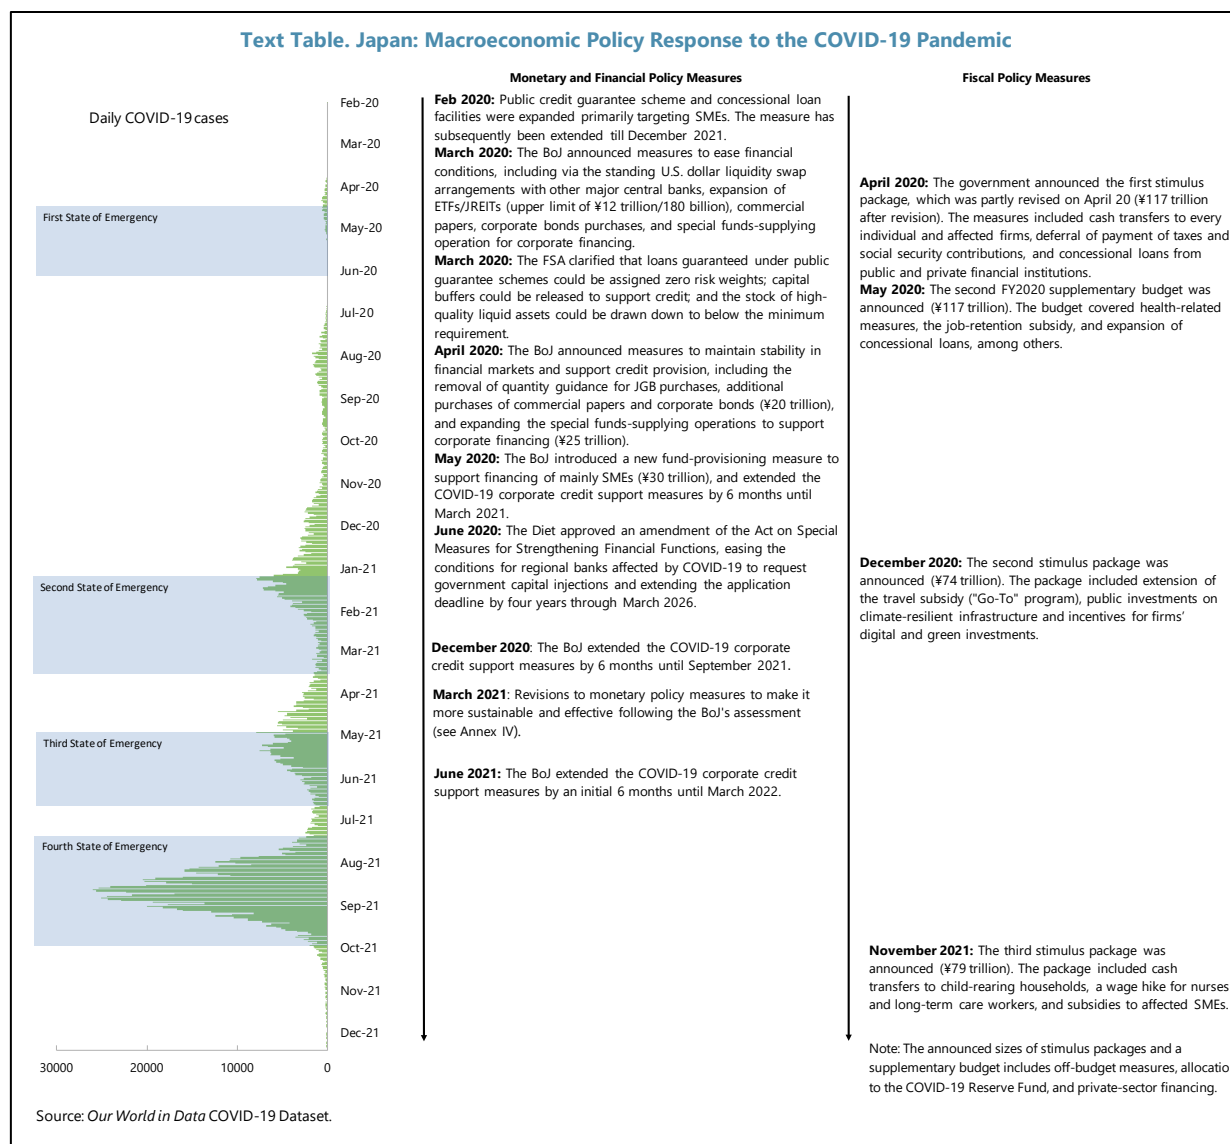 Text Table. Japan: Macroeconomic Policy Response to the COVID-19 Pandemic
Daily COVID-19 cases
Feb-20
Mar-20
Apr-20
First State of Emergency
May-20
Jun-20
Jul-20
Aug-20
Sep-20
Oct-20
Nov-20
Dec-20
Jan-21
Second State of Emergency
Feb-21
Mar-21
Apr-21
May-21
Third State of Emergency
Jun-21
Jul-21
Fourth State of Emergency
Aug-21
Sep-21
Oct-21
Nov-21
Dec-21
30000 20000 10000 0
Monetary and Financial Policy Measures
Feb 2020: Public credit guarantee scheme and concessional loan
facilities were expanded primarily targeting SMEs. The measure has
subsequently been extended till December 2021.
March 2020: The BoJ announced measures to ease financial
conditions, including via the standing U.S. dollar liquidity swap
arrangements with other major central banks, expansion of
ETFs/JREITs (upper limit of ¥12 trillion/180 billion), commercial
papers, corporate bonds purchases, and special funds-supplying
operation for corporate financing.
March 2020: The FSA clarified that loans guaranteed under public
guarantee schemes could be assigned zero risk weights; capital
buffers could be released to support credit; and the stock of high-
quality liquid assets could be drawn down to below the minimum
requirement.
April 2020: The BoJ announced measures to maintain stability in
financial markets and support credit provision, including the
removal of quantity guidance for JGB purchases, additional
purchases of commercial papers and corporate bonds (¥20 trillion),
and expanding the special funds-supplying operations to support
corporate financing (¥25 trillion).
May 2020: The BoJ introduced a new fund-provisioning measure to
support financing of mainly SMEs (¥30 trillion), and extended the
COVID-19 corporate credit support measures by 6 months until
March 2021.
June 2020: The Diet approved an amendment of the Act on Special
Measures for Strengthening Financial Functions, easing the
conditions for regional banks affected by COVID-19 to request
government capital injections and extending the application
deadline by four years through March 2026.
December 2020: The BoJ extended the COVID-19 corporate
credit support measures by 6 months until September 2021.
March 2021: Revisions to monetary policy measures to make it
more sustainable and effective following the BoJ's assessment
(see Annex IV).
June 2021: The BoJ extended the COVID-19 corporate credit
support measures by an initial 6 months until March 2022.
Fiscal Policy Measures
April 2020: The government announced the first stimulus
package, which was partly revised on April 20 (¥117 trillion
after revision). The measures included cash transfers to every
individual and affected firms, deferral of payment of taxes and
social security contributions, and concessional loans from
public and private financial institutions.
May 2020: The second FY2020 supplementary budget was
announced (¥117 trillion). The budget covered health-related
measures, the job-retention subsidy, and expansion of
concessional loans, among others.
December 2020: The second stimulus package was
announced (¥74 trillion). The package included extension of
the travel subsidy ("Go-To" program), public investments on
climate-resilient infrastructure and incentives for firms'
digital and green investments.
November 2021: The third stimulus package was
announced (¥79 trillion). The package included cash
transfers to child-rearing households, a wage hike for nurses
and long-term care workers, and subsidies to affected SMEs.
Note: The announced sizes of stimulus packages and a
supplementary budget includes off-budget measures, allocatio
to the COVID-19 Reserve Fund, and private-sector financing.
Source: Our World in Data COVID-19 Dataset.